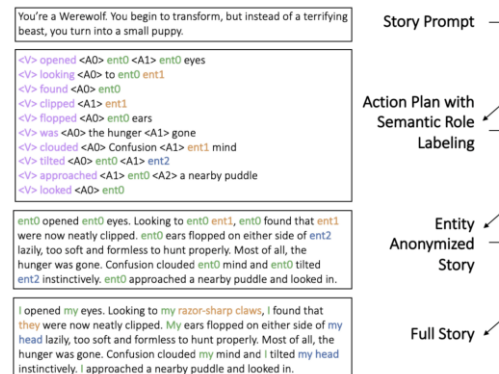 You're a Werewolf. You begin to transform, but instead of a terrifying
beast, you turn into a small puppy.
Story Prompt
<V> opened <A0> ent0 <A1> ent0 eyes
<V> looking <A0> to ent0 ent1
<V> found <A0> ent0
<V> clipped <A1> ent1
<V> flopped <A0> ent0 ears
<V> was <A0> the hunger <A1> gone
<V> clouded <A0> Confusion <A1> ent1 mind
<V> tilted <A0> ent0 <A1> ent2
<V> approached <A1> ent0 <A2> a nearby puddle
<V> looked <A0> ent0
Action Plan with
Semantic Role
Labeling
ent0 opened ent0 eyes. Looking to ent0 ent1, ent0 found that ent1
were now neatly clipped. ent0 ears flopped on either side of ent2
lazily, too soft and formless to hunt properly. Most of all, the
hunger was gone. Confusion clouded ent0 mind and ent0 tilted
ent2 instinctively. ent0 approached a nearby puddle and looked in.
Entity
Anonymized
Story
I opened my eyes. Looking to my razor-sharp claws, I found that
they were now neatly clipped. My ears flopped on either side of my
head lazily, too soft and formless to hunt properly. Most of all, the
hunger was gone. Confusion clouded my mind and I tilted my head
instinctively. I approached a nearby puddle and looked in.
Full Story